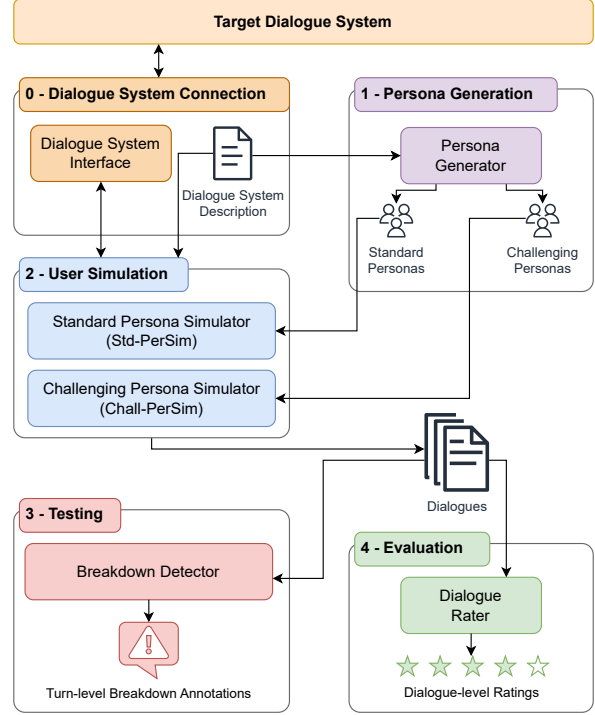 Target Dialogue System
0 - Dialogue System Connection
Dialogue System
Interface
Dialogue System
Description
1 - Persona Generation
Persona
Generator
Standard
Personas
Challenging
Personas
2 - User Simulation
Standard Persona Simulator
(Std-PerSim)
Challenging Persona Simulator
(Chall-PerSim)
Dialogues
3 - Testing
Breakdown Detector
Turn-level Breakdown Annotations
4 - Evaluation
Dialogue
Rater
Dialogue-level Ratings